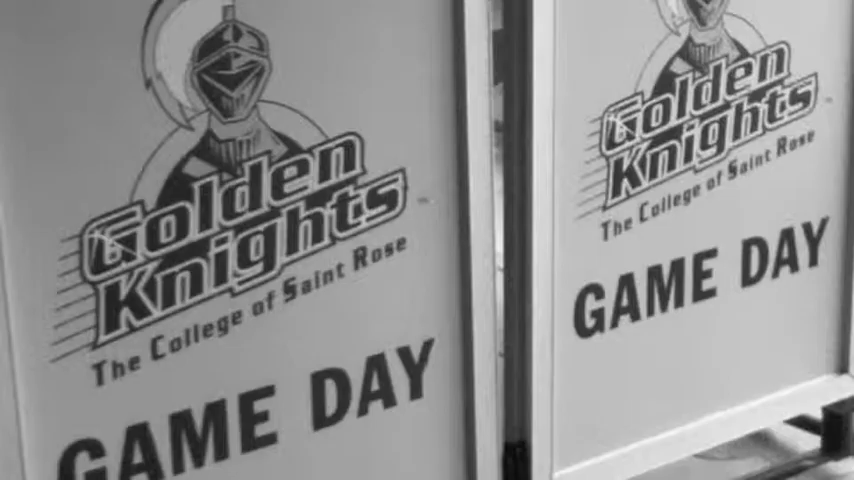 Golden
Knights
The College of Saint Rose
GAME DAY
Golden
Knights
The College of Saint Rose
GAME DAY